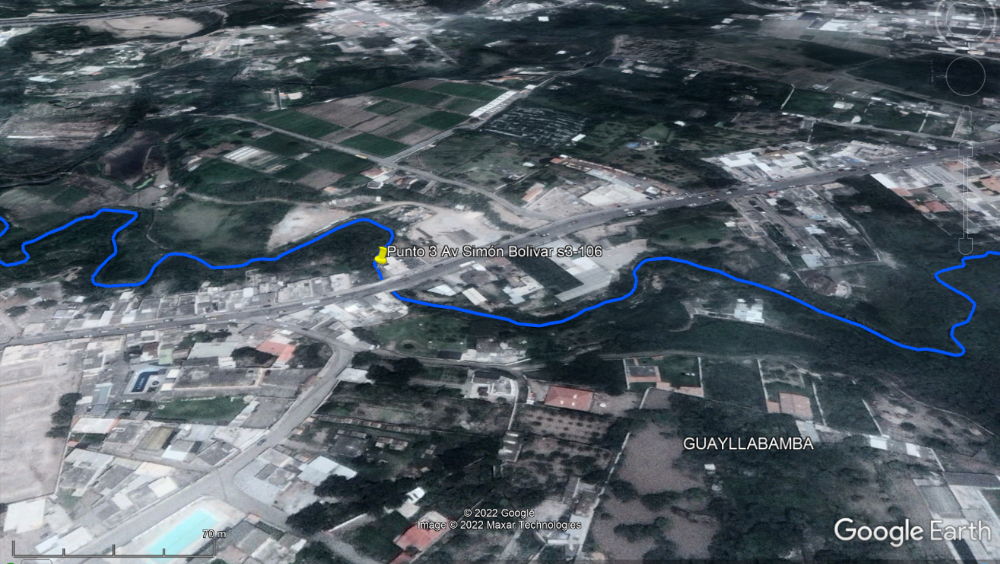 Punto 3 Av Simón Bolivar s3-106
GUAYLLABAMBA
© 2022 Google
Image © 2022 Maxar Technologies
70 m
Google Earth